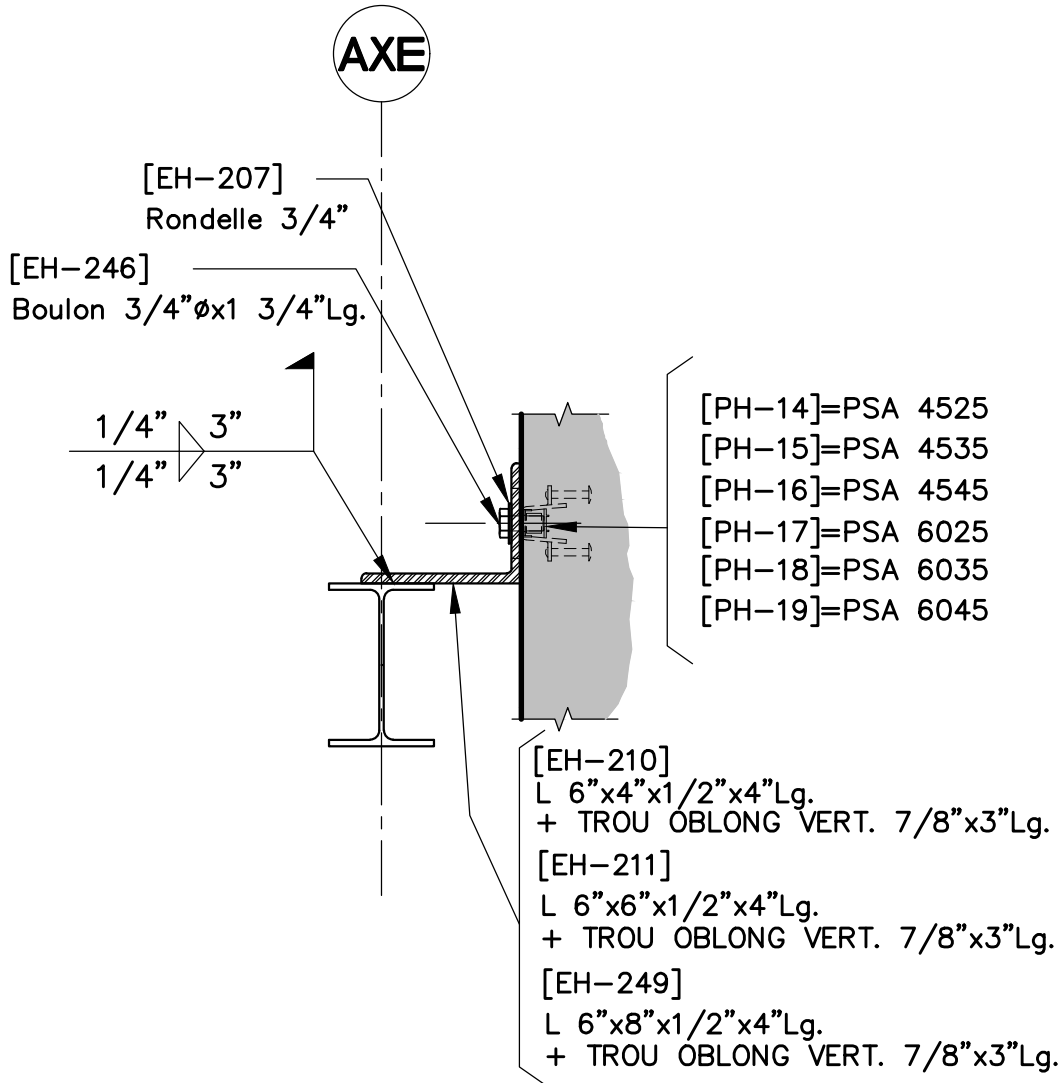 AXE
[EH-207]
Rondelle 3/4"
[EH-246]
Boulon 3/4"øx1 3/4"Lg.
1/4" 3"
1/4" 3"
[PH-14]=PSA 4525
[PH-15]=PSA 4535
[PH-16]=PSA 4545
[PH-17]=PSA 6025
[PH-18]=PSA 6035
[PH-19]=PSA 6045
[EH-210]
L 6"x4"x1/2"x4"Lg.
+ TROU OBLONG VERT. 7/8"x3"Lg.
[EH-211]
L 6"x6"x1/2"x4"Lg.
+ TROU OBLONG VERT. 7/8"x3"Lg.
[EH-249]
L 6"x8"x1/2"x4"Lg.
+ TROU OBLONG VERT. 7/8"x3"Lg.